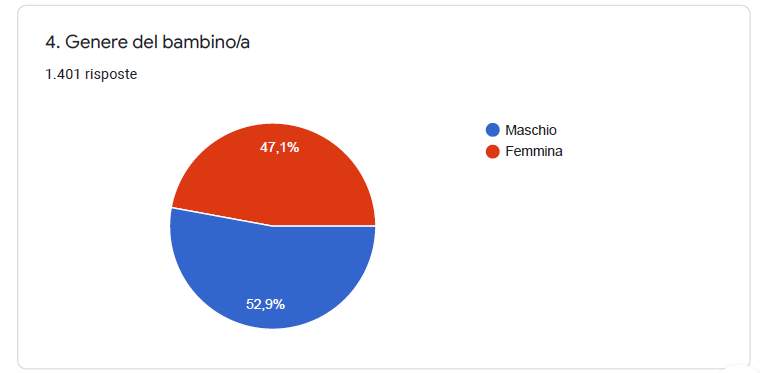 4. Genere del bambino/a
1.401 risposte
47,1%
Maschio
Femmina
52,9%